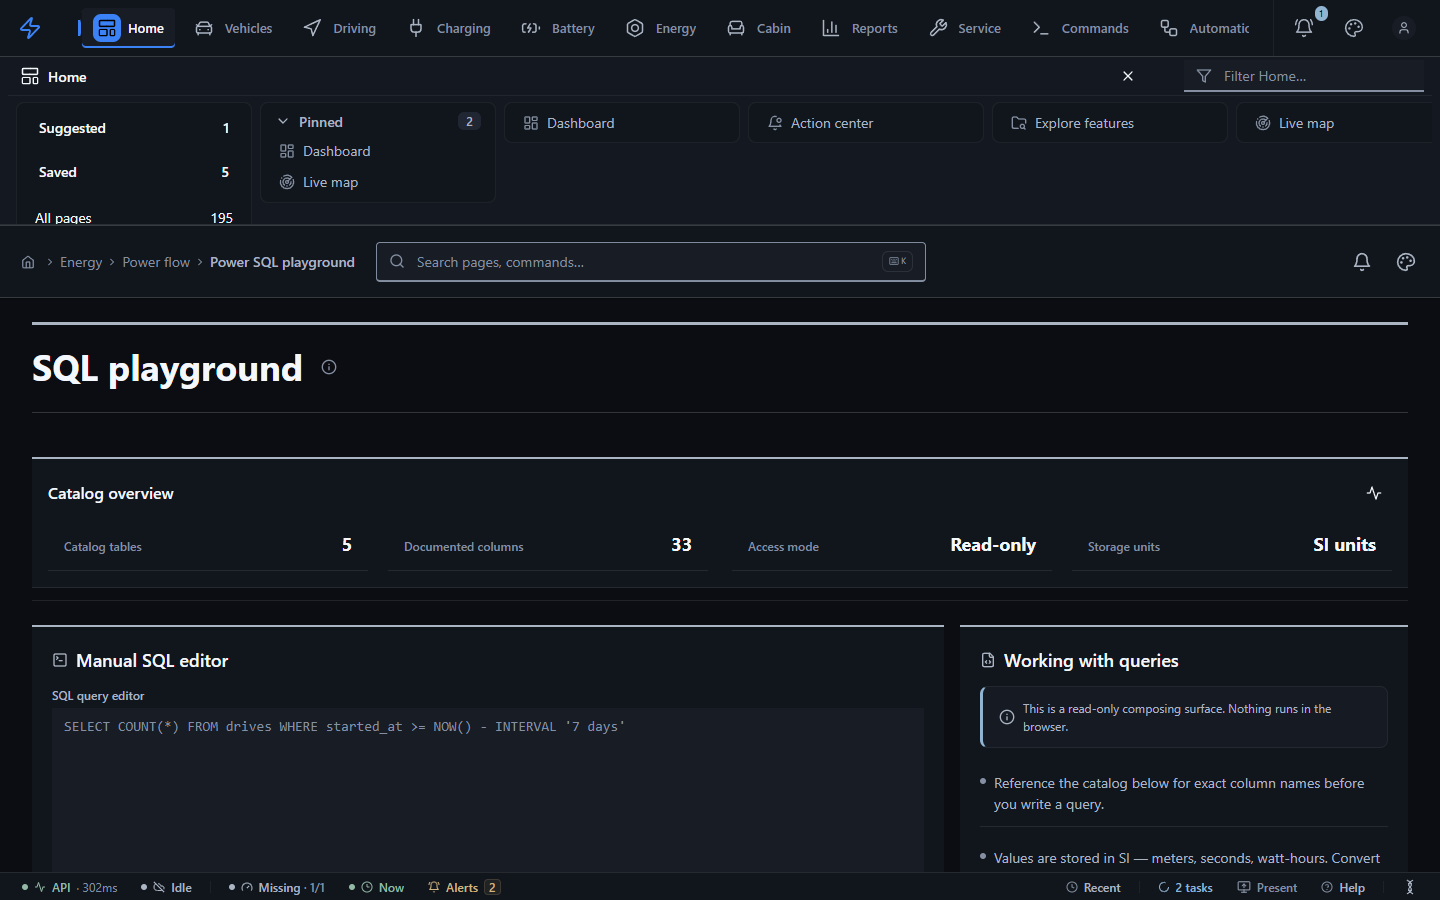 Home Vehicles Driving Charging Battery Energy Cabin Reports Service Commands Automatic 1
Home Filter Home...
Suggested 1
Saved 5
All pages 195
Pinned 2
Dashboard
Live map
Dashboard Action center Explore features Live map
Energy Power flow Power SQL playground Search pages, commands... K
SQL playground
Catalog overview
Catalog tables 5 Documented columns 33 Access mode Read-only Storage units SI units
Manual SQL editor
SQL query editor
SELECT COUNT(*) FROM drives WHERE started_at >= NOW() - INTERVAL '7 days'
Working with queries
This is a read-only composing surface. Nothing runs in the
browser.
Reference the catalog below for exact column names before
you write a query.
Values are stored in SI — meters, seconds, watt-hours. Convert
API · 302ms Idle Missing · 1/1 Now Alerts 2 Recent 2 tasks Present Help